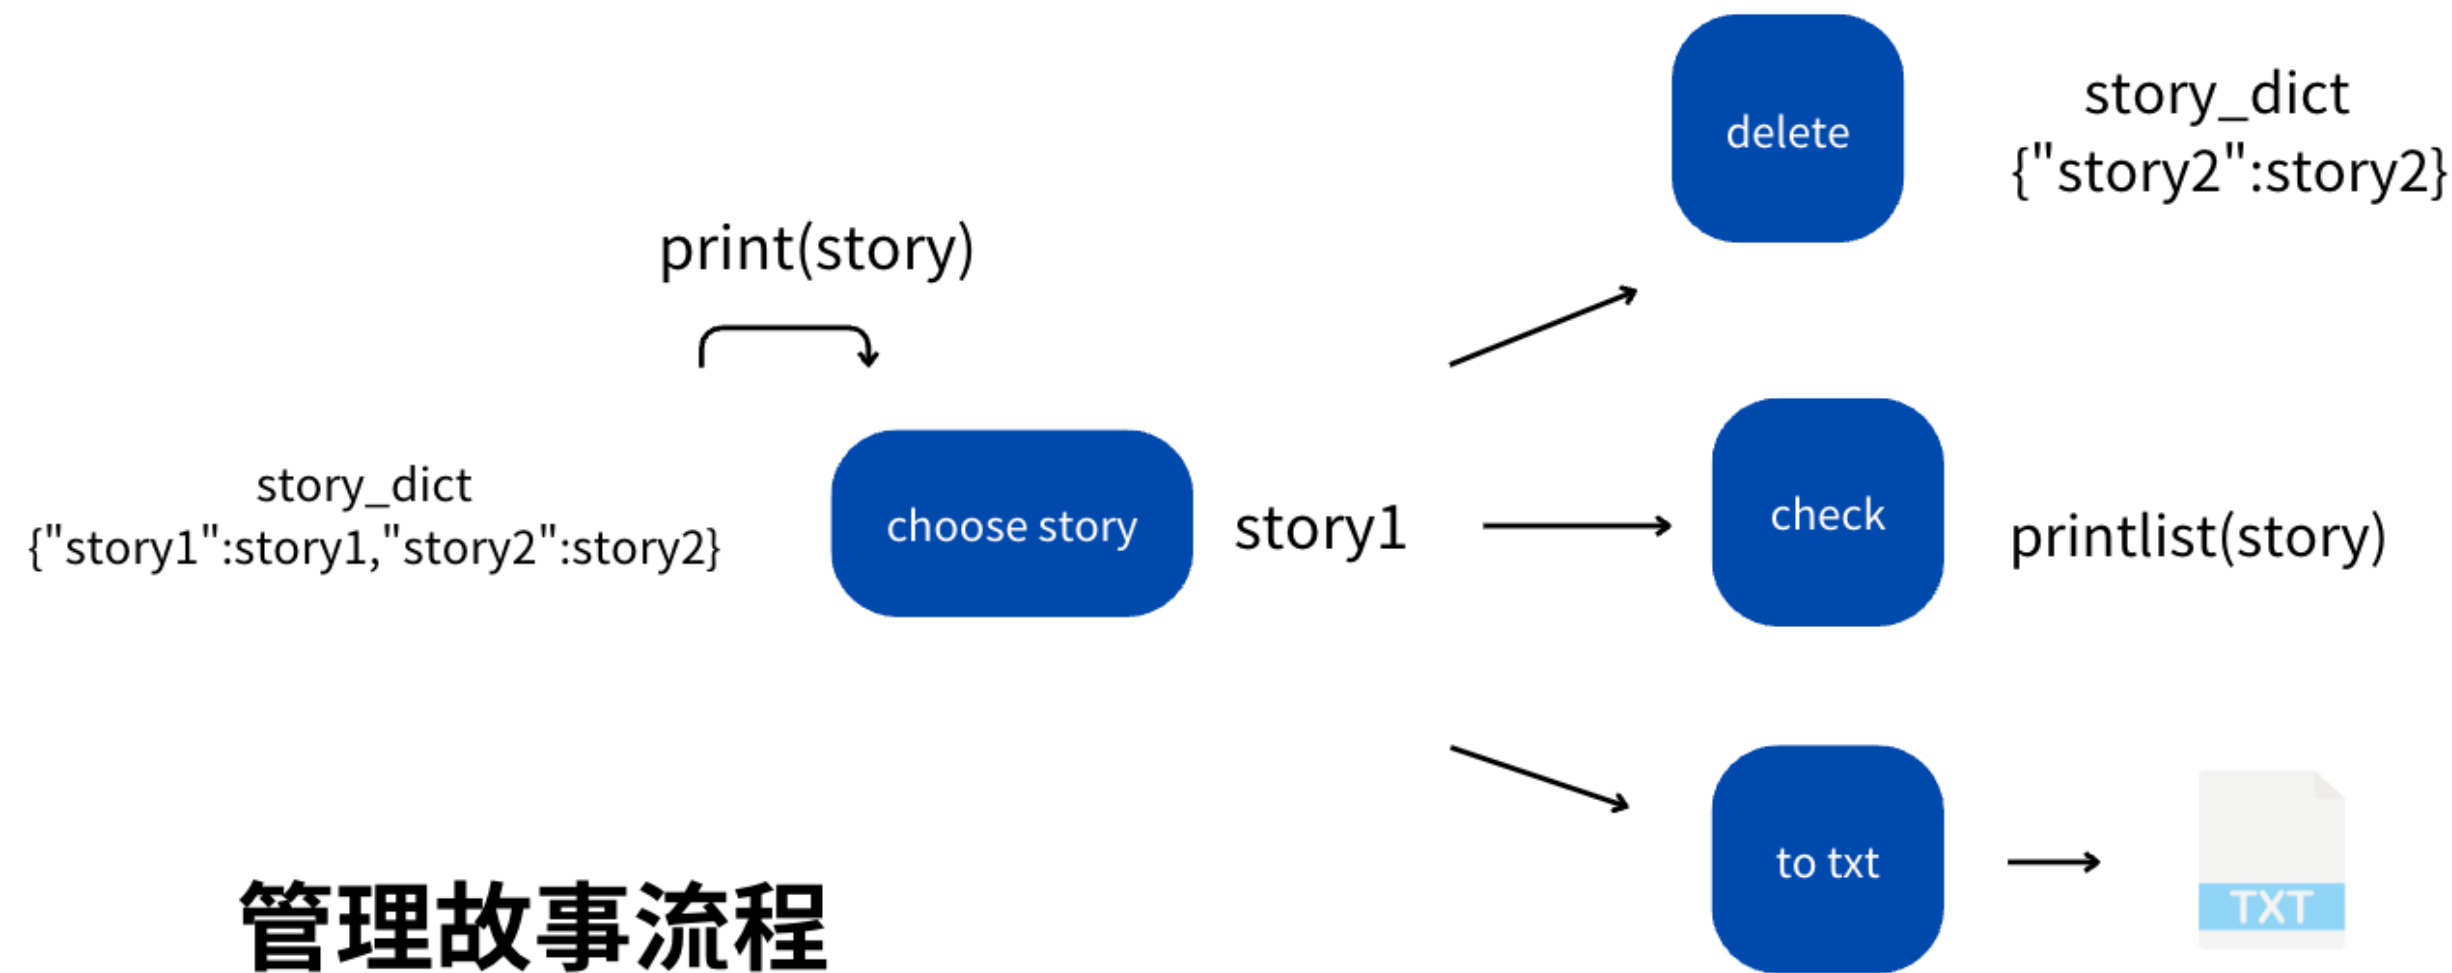 delete
story_dict
{"story2":story2}
print(story)
story_dict
{"story1":story1,"story2":story2}
choose story
story1
check
printlist(story)
to txt
TXT
管理故事流程